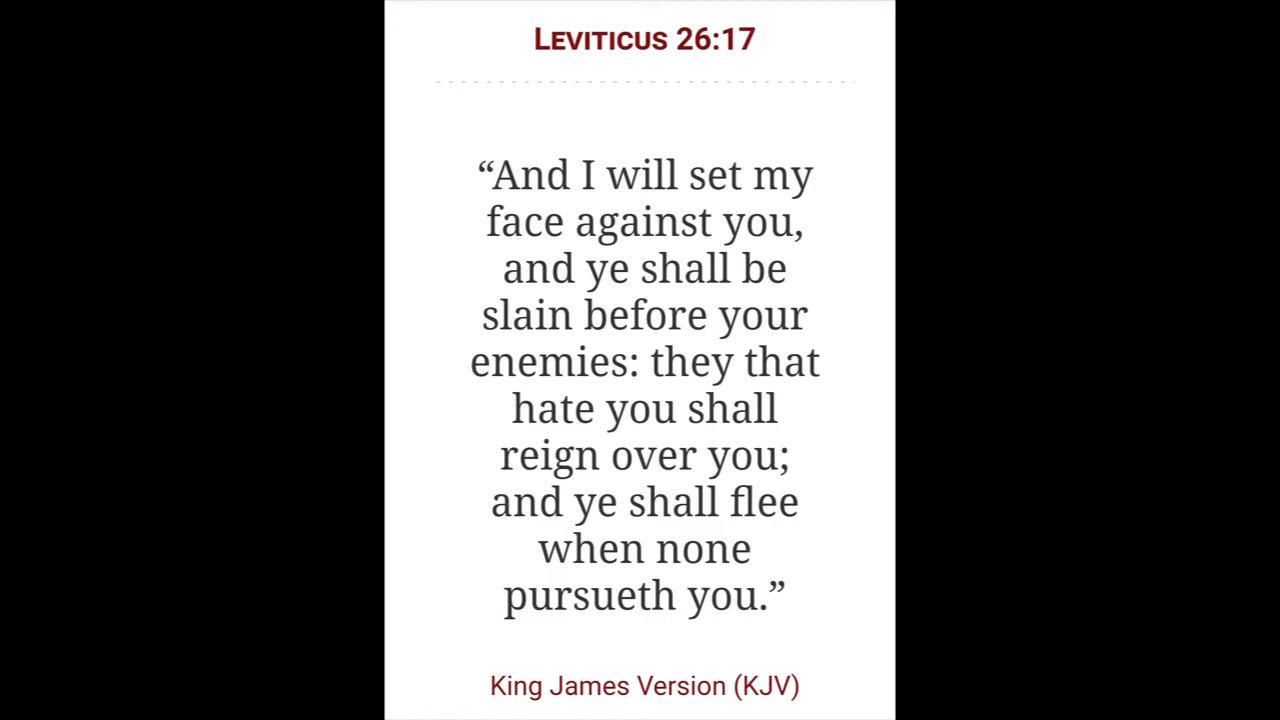 LEVITICUS 26:17
“And I will set my
face against you,
and ye shall be
slain before your
enemies: they that
hate you shall
reign over you;
and ye shall flee
when none
pursueth you.”
King James Version (KJV)